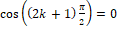 cos((2k + 1) π/2) = 0